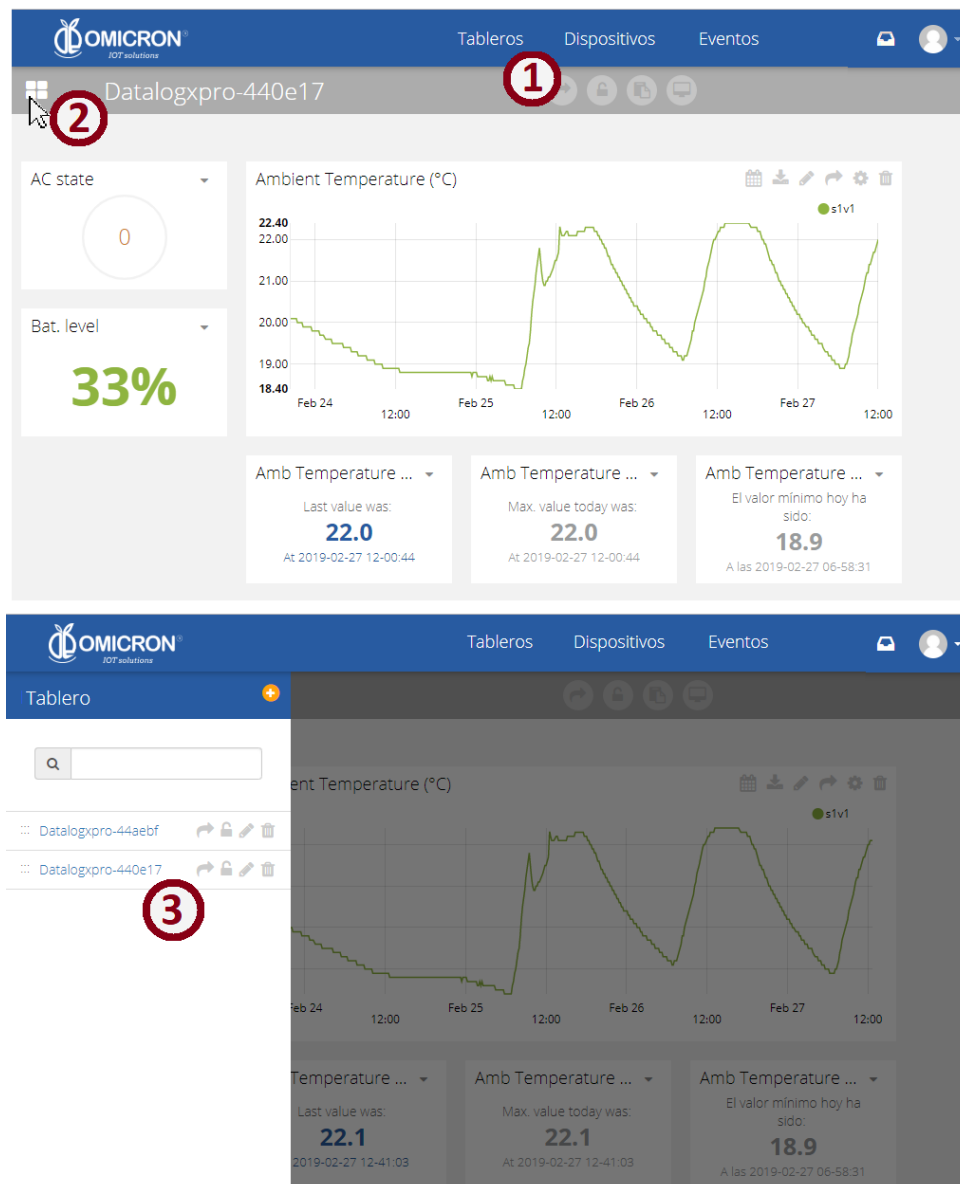 OMICRON®
IOT solutions
Tableros Dispositivos Eventos
1
Datalogxpro-440e17
2
AC state
0
Bat. level
33%
Ambient Temperature (°C)
s1v1
22.40
22.00
21.00
20.00
19.00
18.40
Feb 24 12:00 Feb 25 12:00 Feb 26 12:00 Feb 27 12:00
Amb Temperature ...
Last value was:
22.0
At 2019-02-27 12-00:44
Amb Temperature ...
Max. value today was:
22.0
At 2019-02-27 12-00:44
Amb Temperature ...
El valor mínimo hoy ha
sido:
18.9
A las 2019-02-27 06-58:31
OMICRON®
IOT solutions
Tableros Dispositivos Eventos
Tablero
Datalogxpro-44aebf
Datalogxpro-440e17
3
ent Temperature (°C)
s1v1
Feb 24 12:00 Feb 25 12:00 Feb 26 12:00 Feb 27 12:00
Temperature ...
Last value was:
22.1
2019-02-27 12-41:03
Amb Temperature ...
Max. value today was:
22.1
At 2019-02-27 12-41:03
Amb Temperature ...
El valor mínimo hoy ha
sido:
18.9
A las 2019-02-27 06-58:31